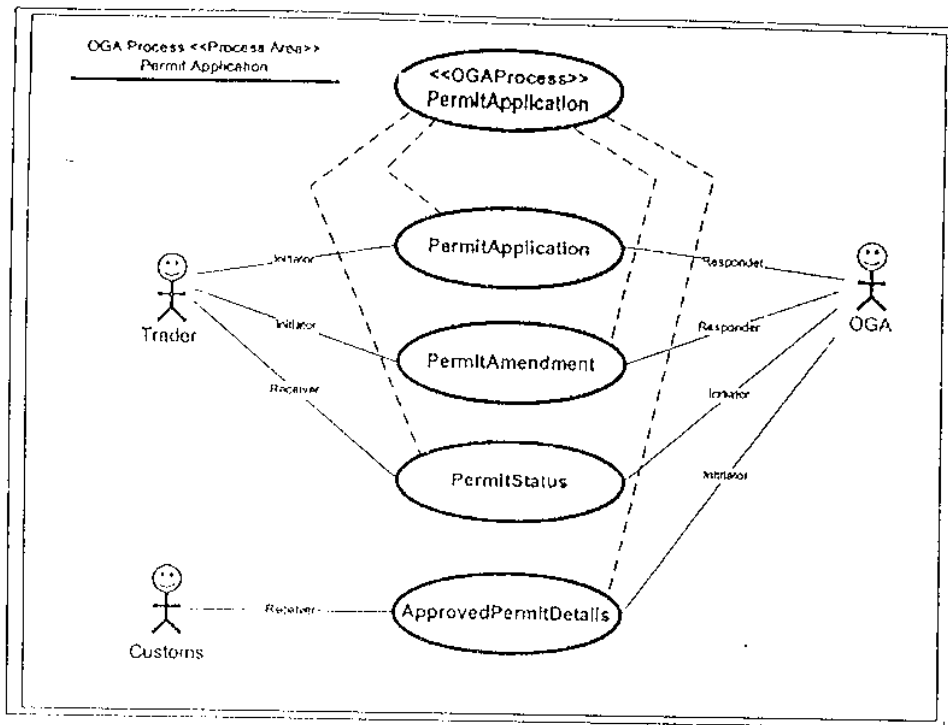 OGA Process <<Process Area>>
Permit Application
<<OGAProcess>>
PermitApplication
PermitApplication
Initiator
Responder
Trader
OGA
Initiator
Responder
PermitAmendment
Receiver
Initiator
PermitStatus
Initiator
Receiver
ApprovedPermitDetails
Customs